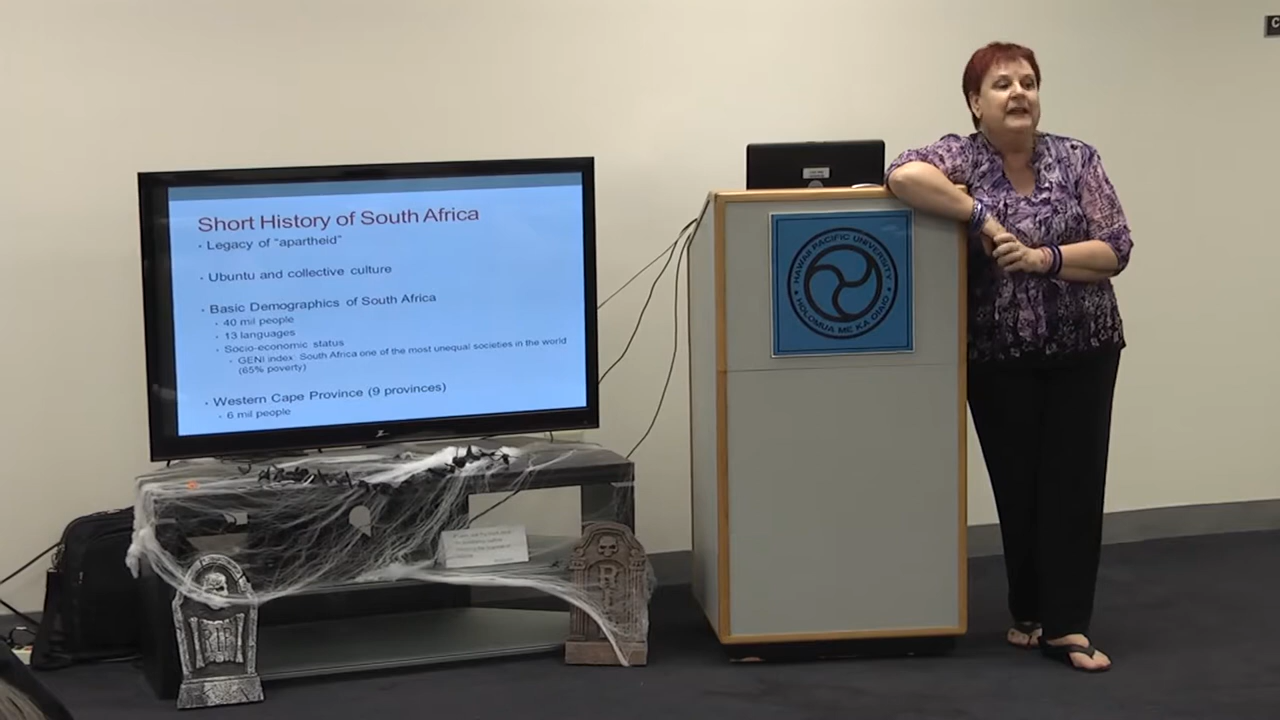 Short History of South Africa
• Legacy of "apartheid"
• Ubuntu and collective culture
• Basic Demographics of South Africa
• 40 mil people
• 13 languages
• Socio-economic status
• GENI index: South Africa one of the most unequal societies in the world
(65% poverty)
• Western Cape Province (9 provinces)
• 6 mil people
HAWAII PACIFIC UNIVERSITY
HOLOMUA ME KA OIAIO
RIP